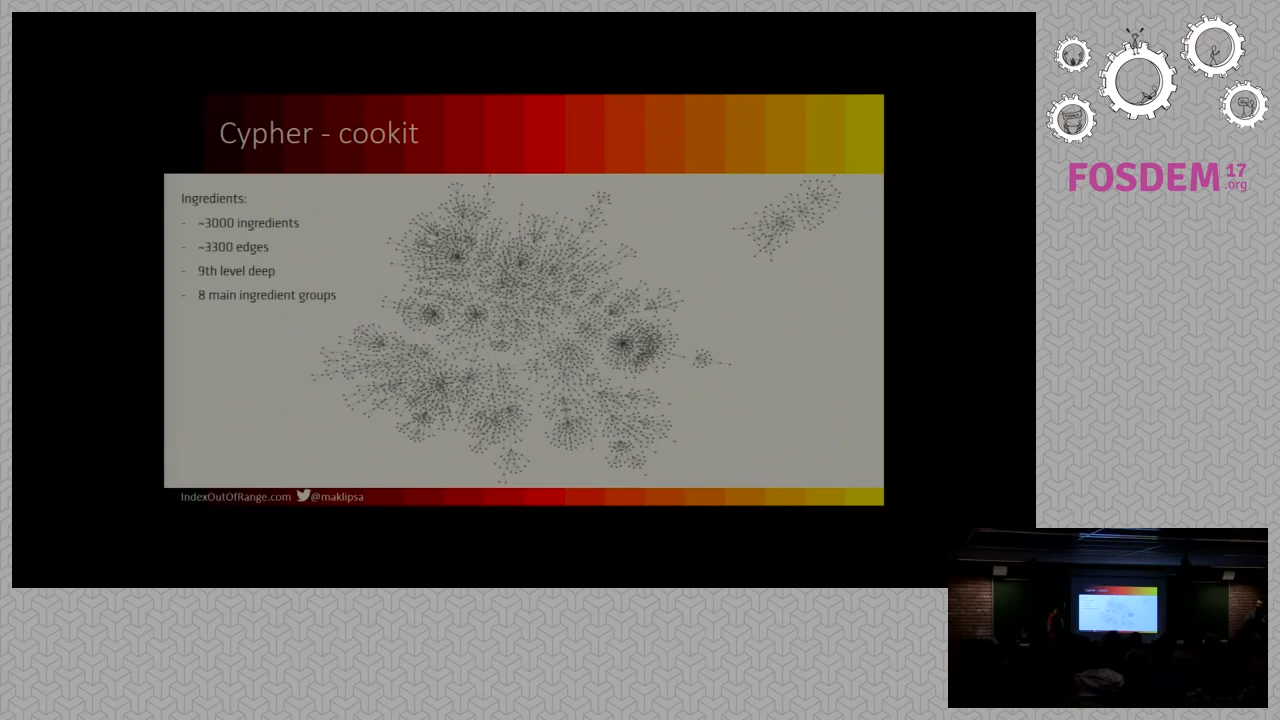 Cypher - cookit
Ingredients:
- ~3000 ingredients
- ~3300 edges
- 9th level deep
- 8 main ingredient groups
IndexOutOfRange.com @maklipsa
FOSDEM 17
.org